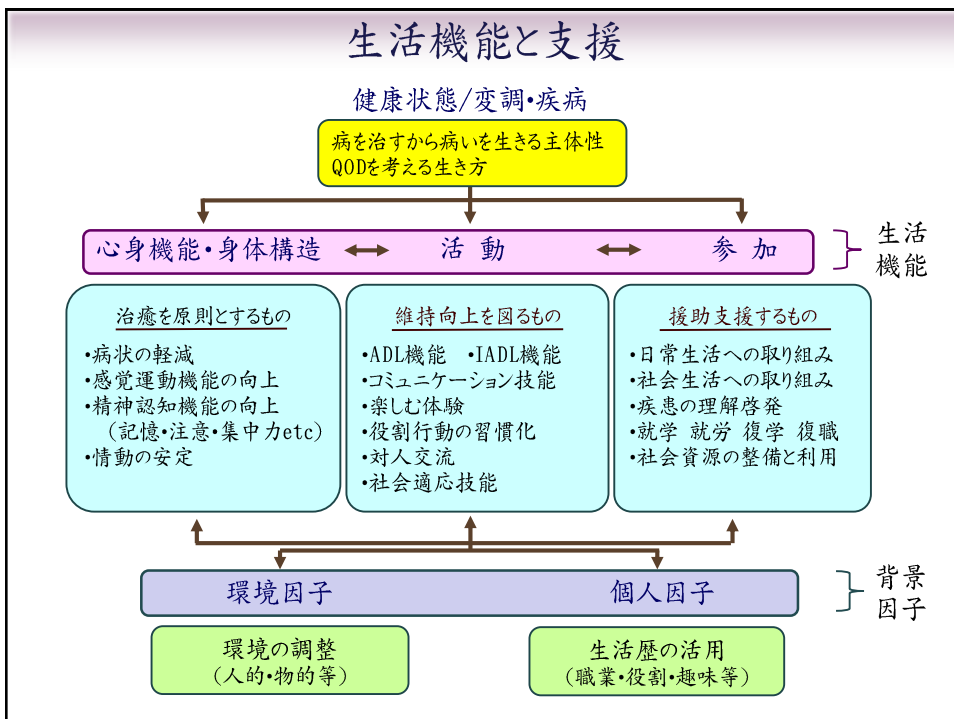 生活機能と支援
健康状態/変調・疾病
病を治すから病いを生きる主体性
QODを考える生き方
心身機能・身体構造
活動
参加
生活
機能
治癒を原則とするもの
・病状の軽減
・感覚運動機能の向上
・精神認知機能の向上
（記憶・注意・集中力etc）
・情動の安定
維持向上を図るもの
・ADL機能 ・IADL機能
・コミュニケーション技能
・楽しむ体験
・役割行動の習慣化
・対人交流
・社会適応技能
援助支援するもの
・日常生活への取り組み
・社会生活への取り組み
・疾患の理解啓発
・就学 就労 復学 復職
・社会資源の整備と利用
環境因子
個人因子
背景
因子
環境の調整
（人的・物的等）
生活歴の活用
（職業・役割・趣味等）